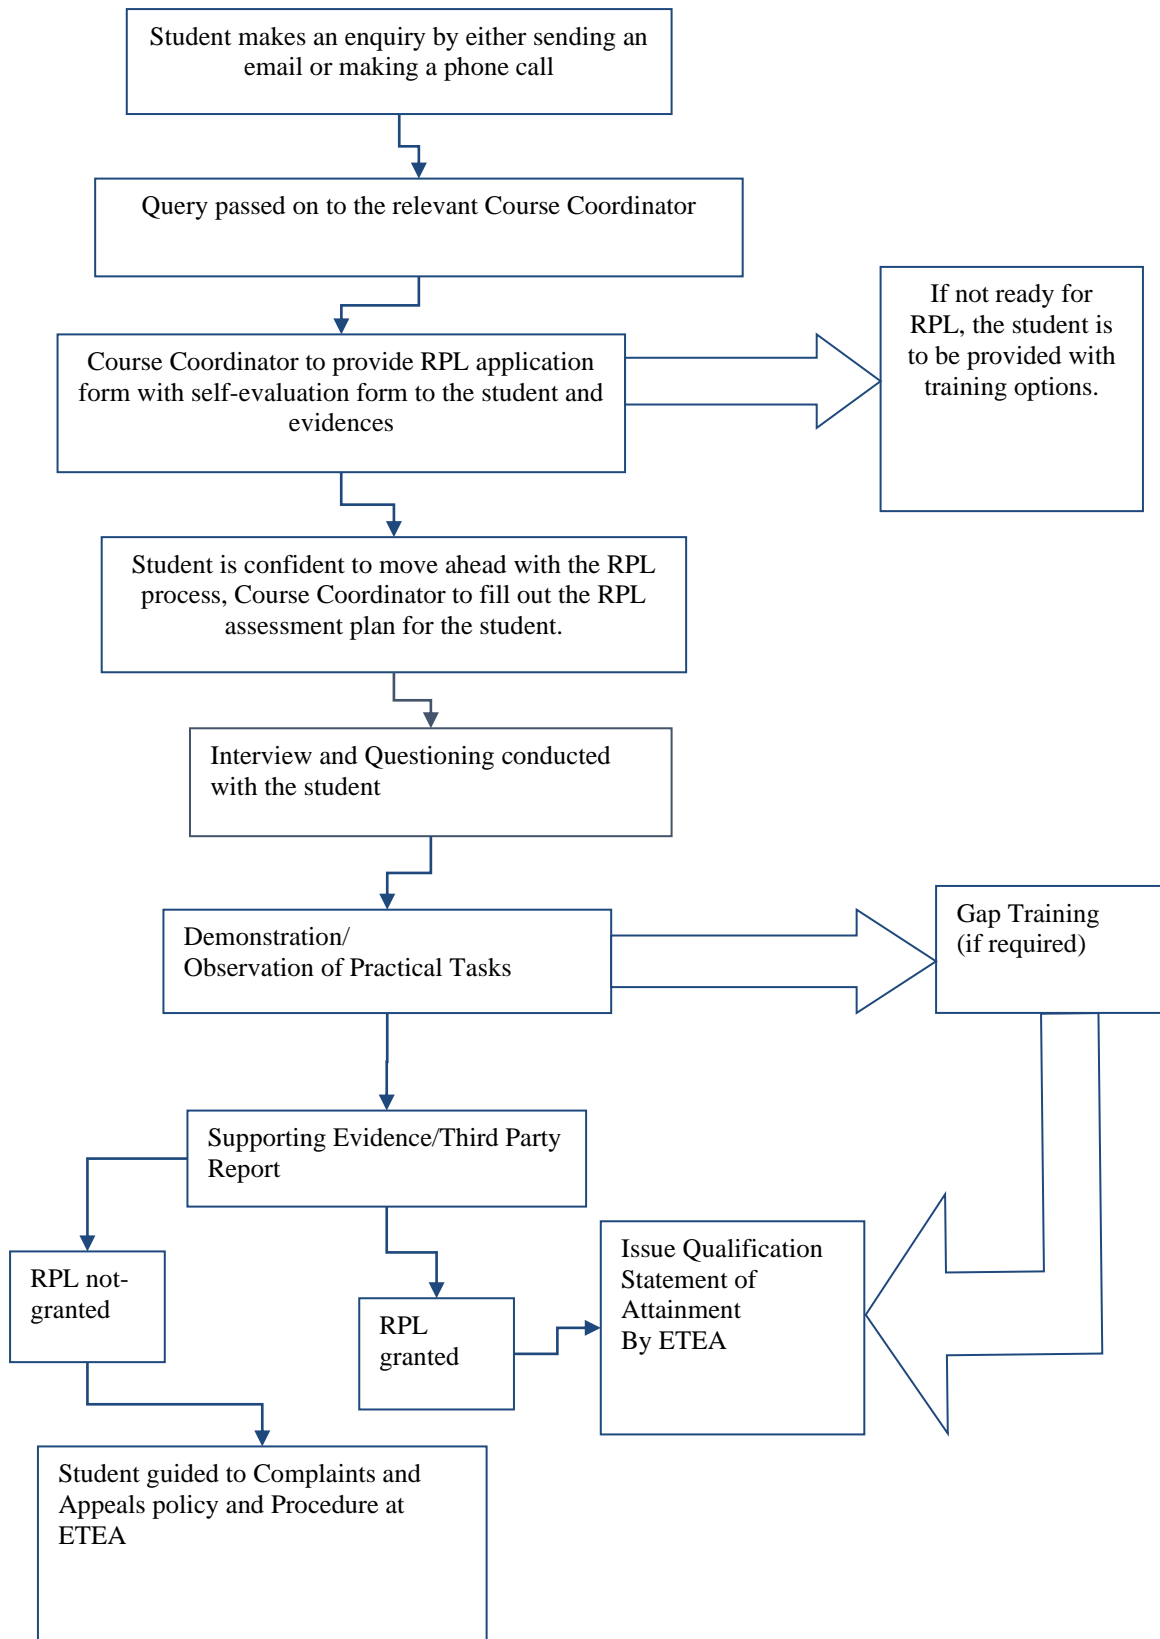 Student makes an enquiry by either sending an
email or making a phone call
Query passed on to the relevant Course Coordinator
If not ready for
RPL, the student is
to be provided with
training options.
Course Coordinator to provide RPL application
form with self-evaluation form to the student and
evidences
Student is confident to move ahead with the RPL
process, Course Coordinator to fill out the RPL
assessment plan for the student.
Interview and Questioning conducted
with the student
Demonstration/
Observation of Practical Tasks
Gap Training
(if required)
Supporting Evidence/Third Party
Report
RPL not-
granted
RPL
granted
Issue Qualification
Statement of
Attainment
By ETEA
Student guided to Complaints and
Appeals policy and Procedure at
ETEA